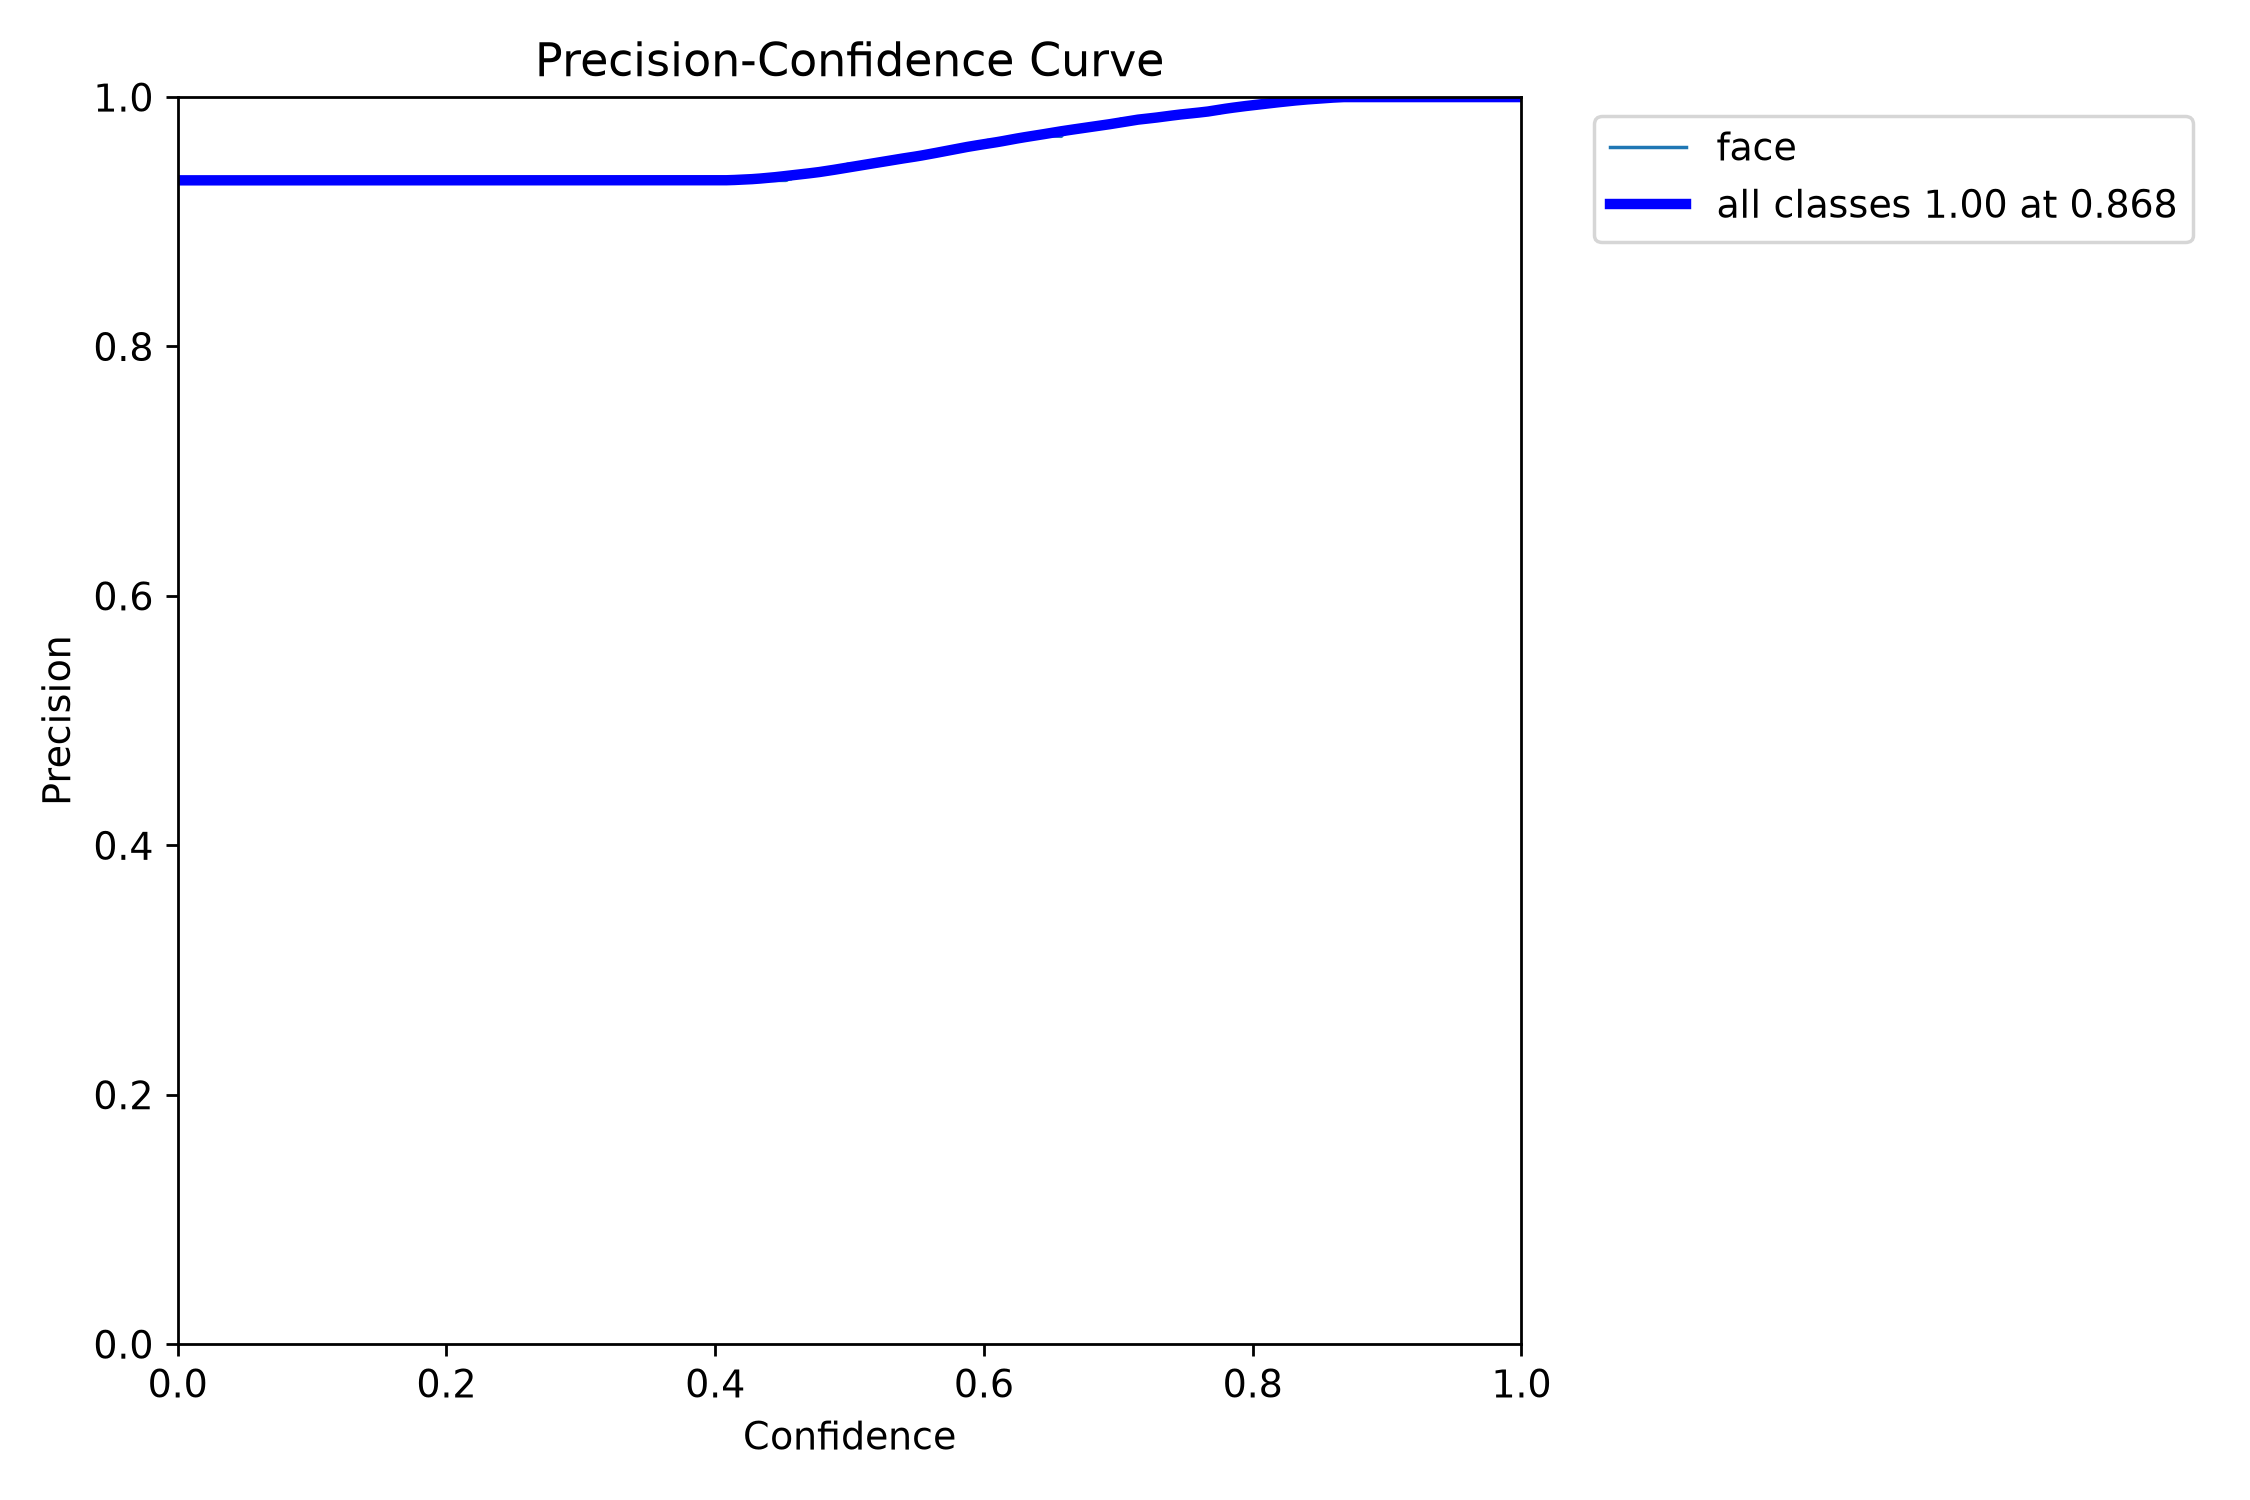 Precision-Confidence Curve
1.0
0.8
0.6
0.4
0.2
0.0
Precision
0.0 0.2 0.4 0.6 0.8 1.0
Confidence
face
all classes 1.00 at 0.868